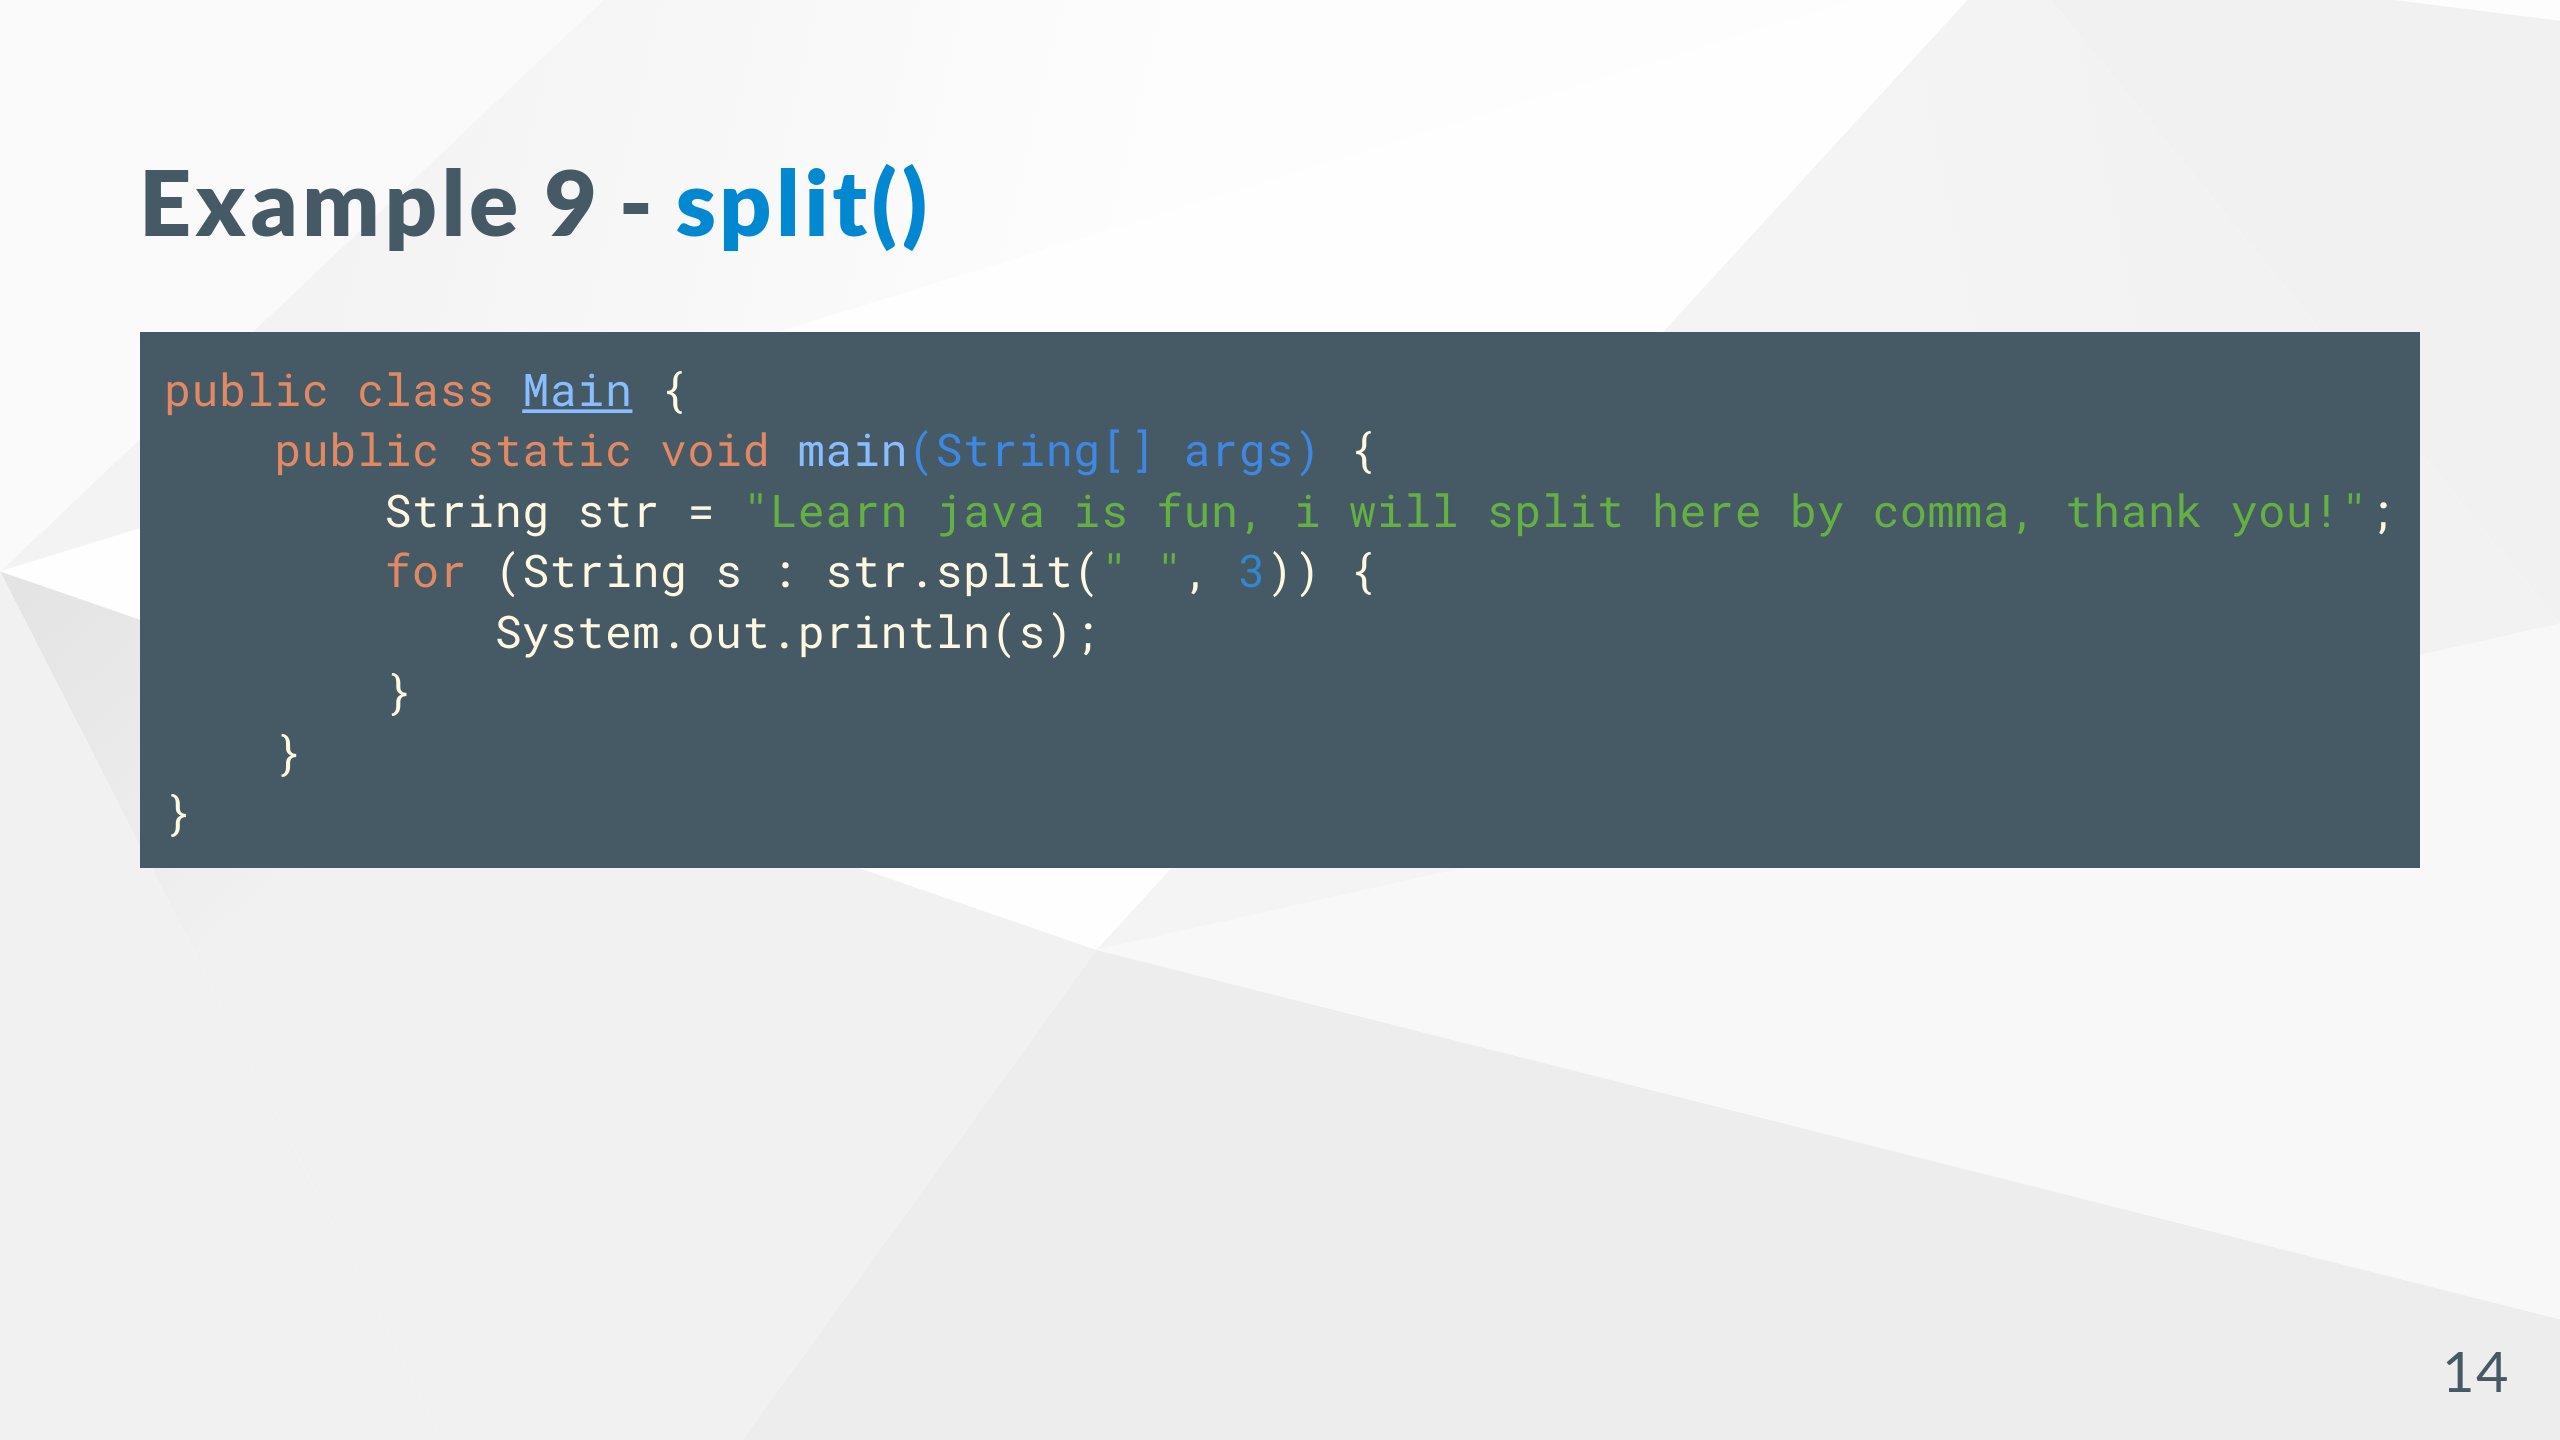 Example 9 - split()
public class Main {
    public static void main(String[] args) {
        String str = "Learn java is fun, i will split here by comma, thank you!";
        for (String s : str.split(" ", 3)) {
            System.out.println(s);
        }
    }
}
14